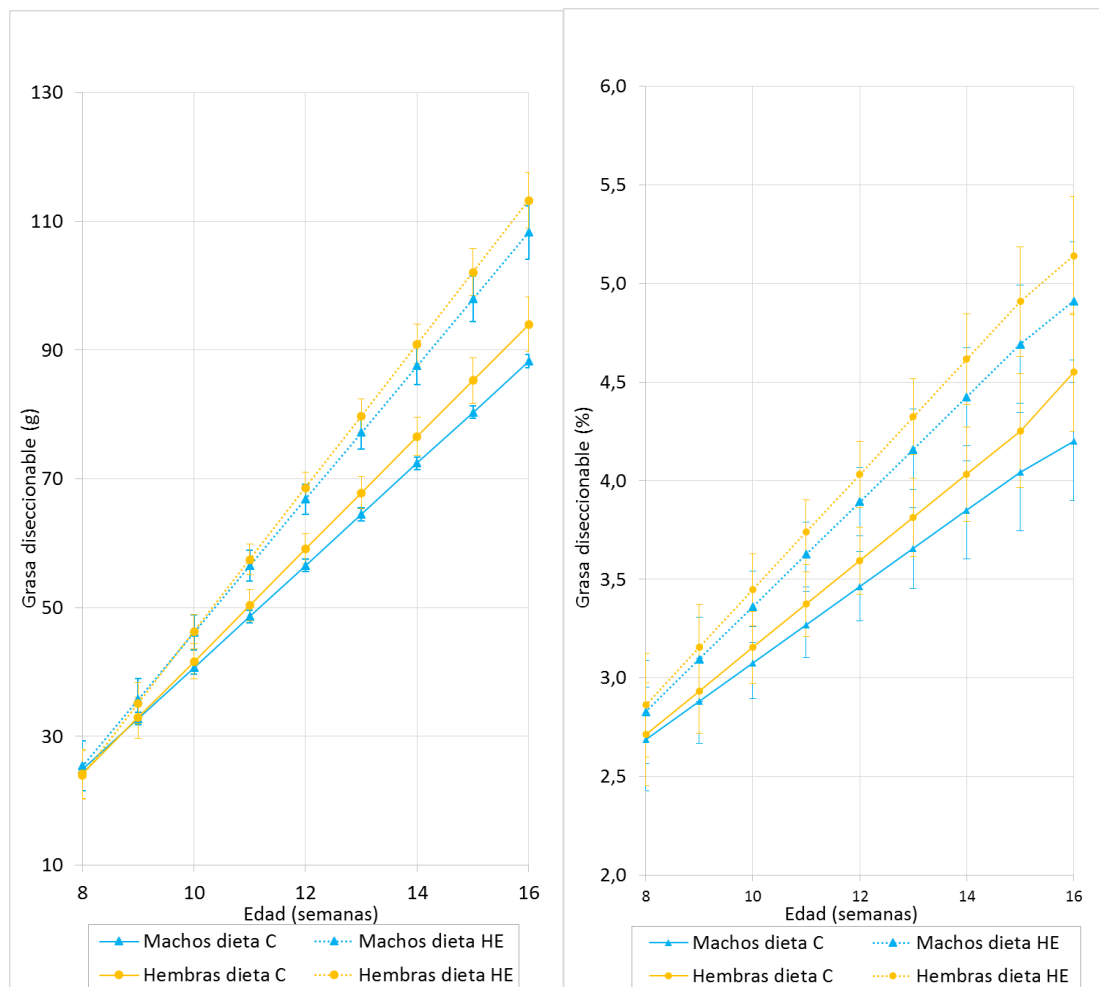 Grasa diseccionable (g)
130
110
90
70
50
30
10
8 10 12 14 16
Edad (semanas)
Machos dieta C Machos dieta HE
Hembras dieta C Hembras dieta HE
Grasa diseccionable (%)
6,0
5,5
5,0
4,5
4,0
3,5
3,0
2,5
2,0
8 10 12 14 16
Edad (semanas)
Machos dieta C Machos dieta HE
Hembras dieta C Hembras dieta HE